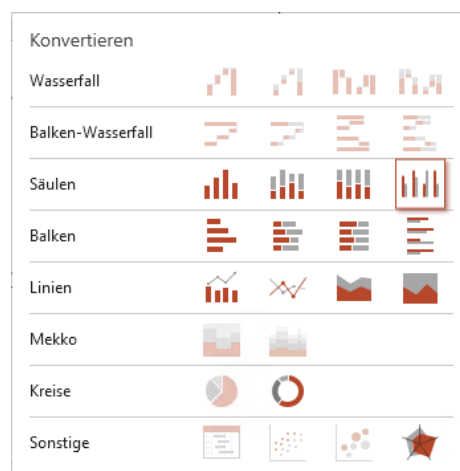 Konvertieren
Wasserfall
Balken-Wasserfall
Säulen
Balken
Linien
Mekko
Kreise
Sonstige